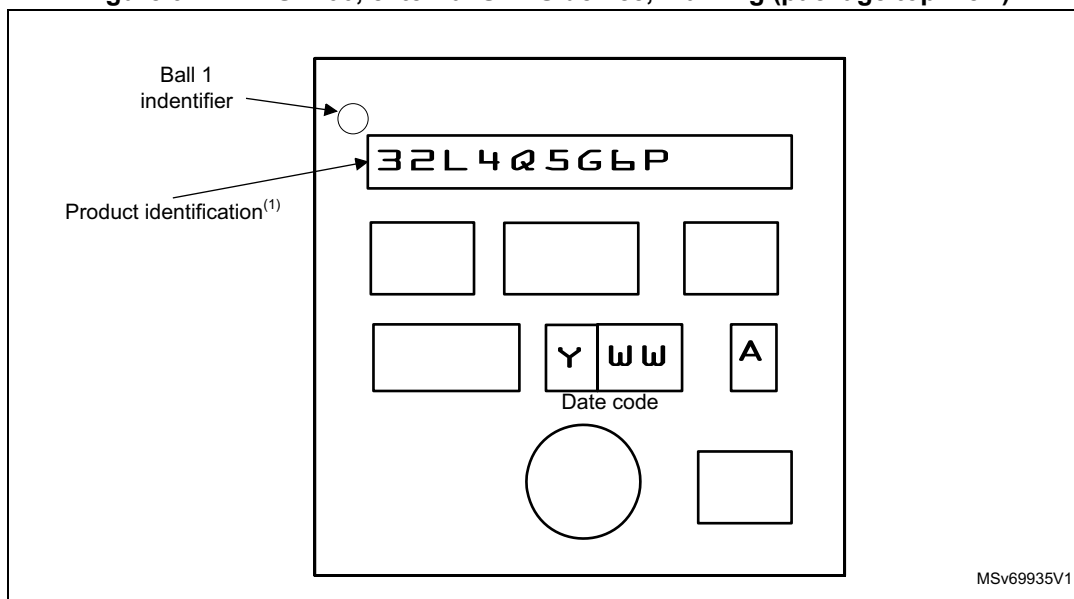 Ball 1
indentifier
32L4Q5G6P
Product identification(1)
Y WW A
Date code
MSv69935V1